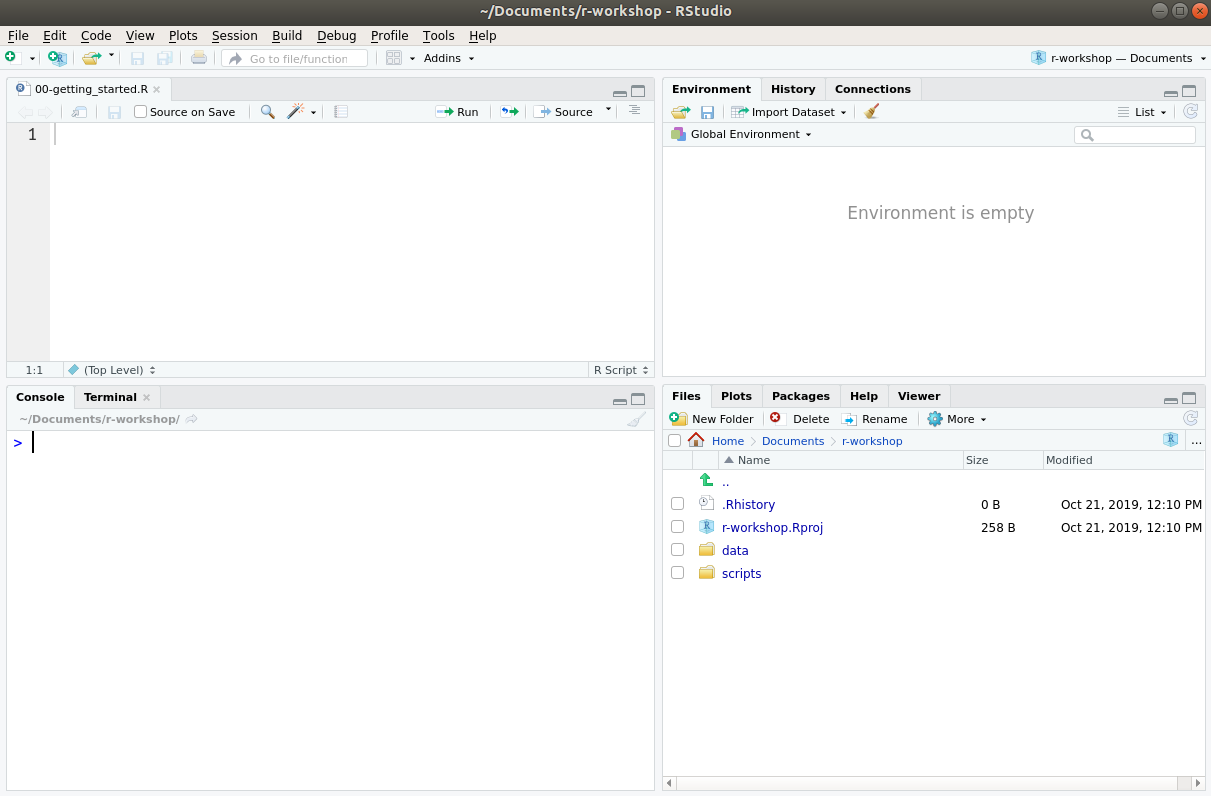 ~/Documents/r-workshop - RStudio
File Edit Code View Plots Session Build Debug Profile Tools Help
Go to file/function Addins r-workshop — Documents
00-getting_started.R
Source on Save Run Source
1
1:1 (Top Level) R Script
Console Terminal
~/Documents/r-workshop/
>
Environment History Connections
Import Dataset List
Global Environment
Environment is empty
Files Plots Packages Help Viewer
New Folder Delete Rename More
Home Documents r-workshop ...
Name Size Modified
..
.Rhistory 0 B Oct 21, 2019, 12:10 PM
r-workshop.Rproj 258 B Oct 21, 2019, 12:10 PM
data
scripts